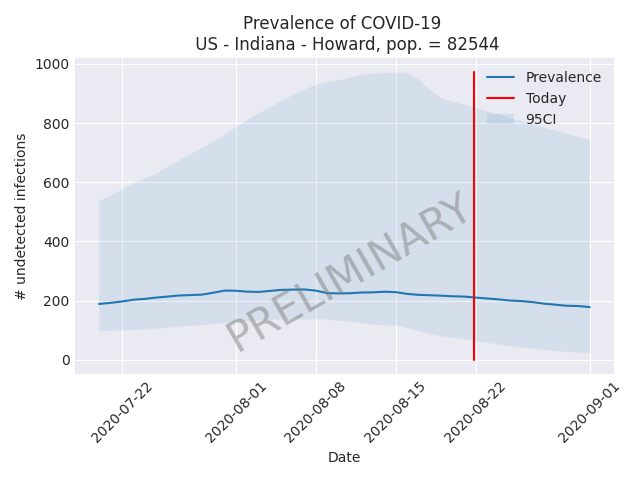 Prevalence of COVID-19
US - Indiana - Howard, pop. = 82544
# undetected infections
1000
800
600
400
200
0
Prevalence
Today
95CI
PRELIMINARY
2020-07-22
2020-08-01
2020-08-08
2020-08-15
2020-08-22
2020-09-01
Date